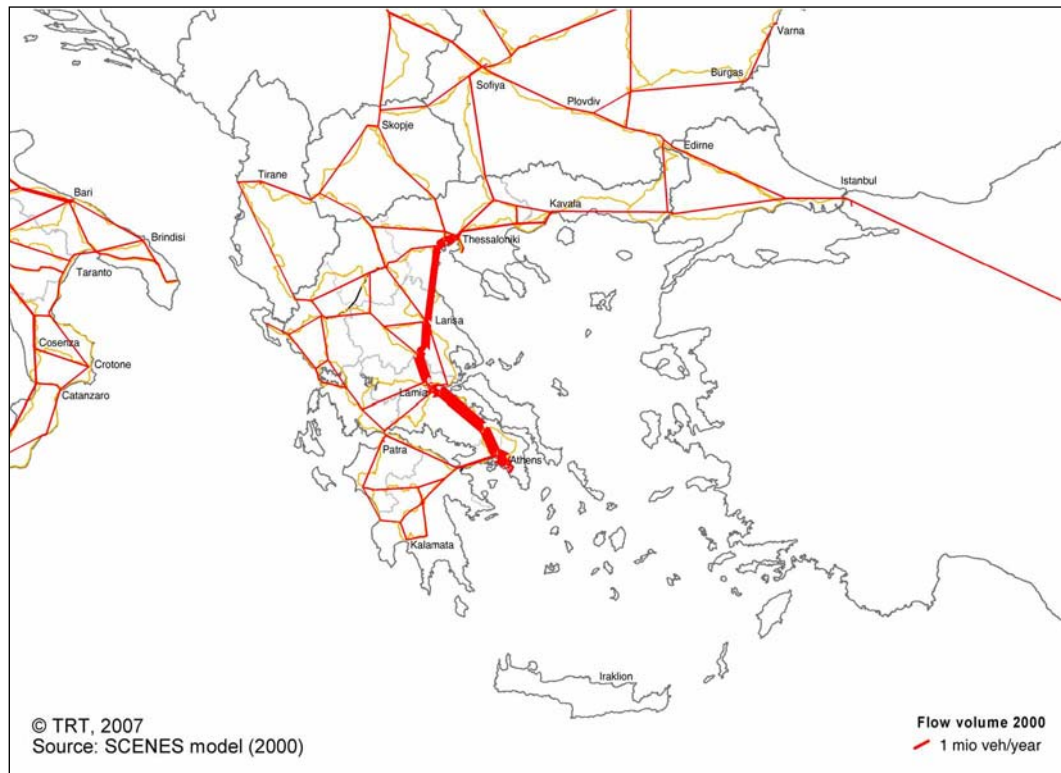 Varna
Burgas
Sofiya
Plovdiv
Skopje
Edirne
Tirane
Istanbul
Bari
Kavala
Brindisi
Thessaloniki
Taranto
Larisa
Cosenza
Crotone
Catanzaro
Lamia
Patra
Athens
Kalamata
Iraklion
© TRT, 2007
Source: SCENES model (2000)
Flow volume 2000
1 mio veh/year